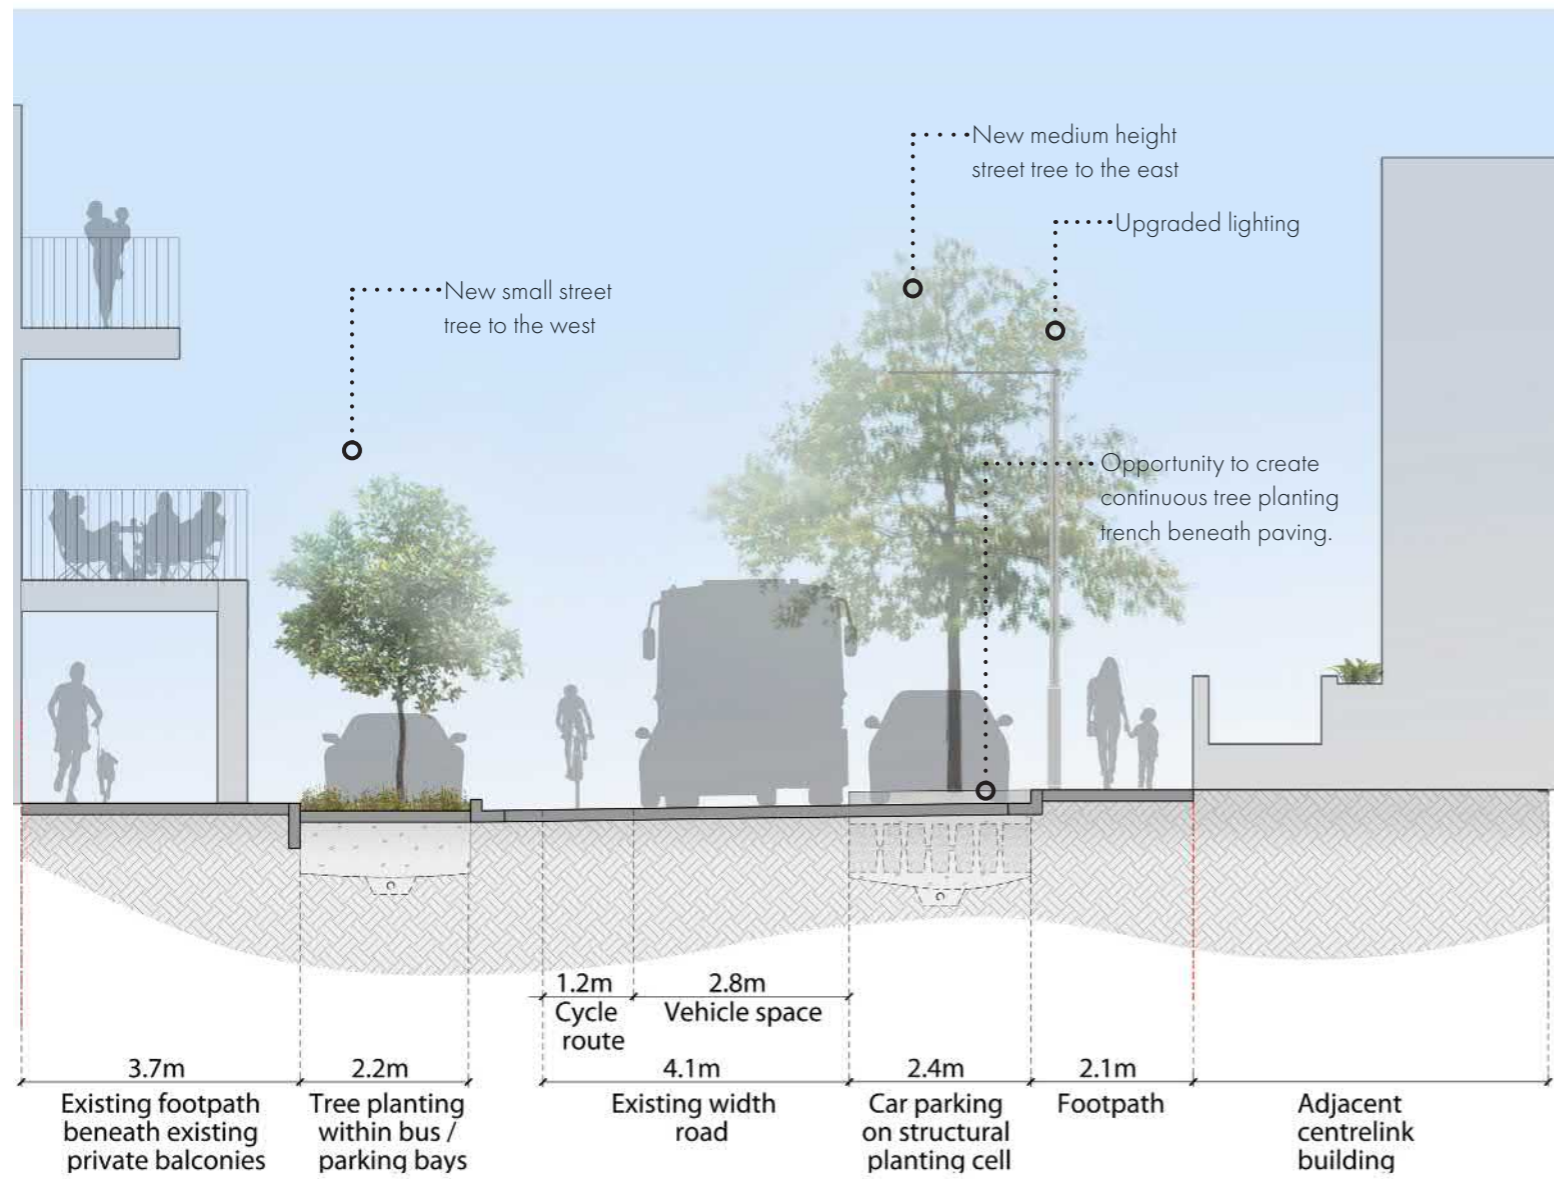 New medium height
street tree to the east
Upgraded lighting
New small street
tree to the west
Opportunity to create
continuous tree planting
trench beneath paving.
1.2m
Cycle
route
2.8m
Vehicle space
3.7m
Existing footpath
beneath existing
private balconies
2.2m
Tree planting
within bus /
parking bays
4.1m
Existing width
road
2.4m
Car parking
on structural
planting cell
2.1m
Footpath
Adjacent
centrelink
building